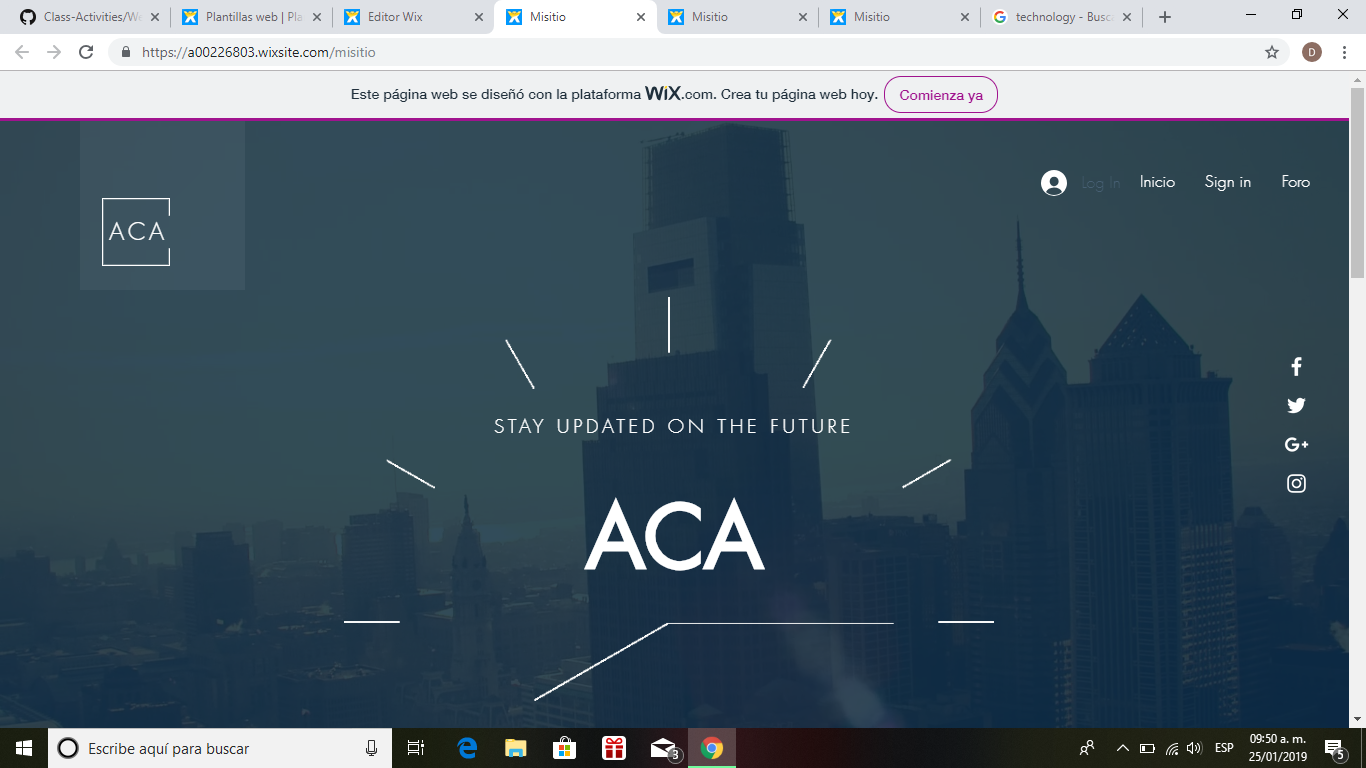 Class-Activities/We
Plantillas web | Pla
Editor Wix
Misitio
Misitio
Misitio
technology - Busca
https://a00226803.wixsite.com/misitio
D
Este página web se diseñó con la plataforma WiX.com. Crea tu página web hoy.
Comienza ya
Log In
Inicio
Sign in
Foro
ACA
STAY UPDATED ON THE FUTURE
ACA
Escribe aquí para buscar
3
ESP
09:50 a. m.
25/01/2019
5